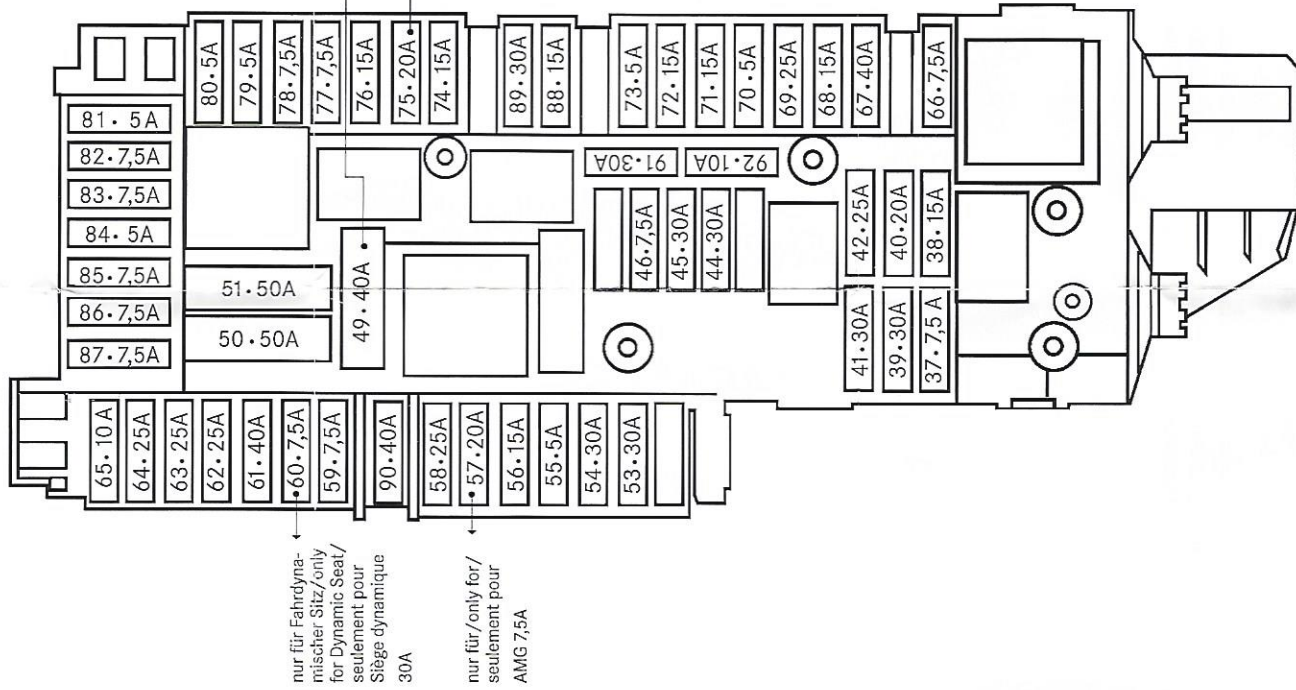 80·5A
79·5A
78·7,5A
77·7,5A
76·15A
75·20A
74·15A
89·30A
88·15A
73·5A
72·15A
71·15A
70·5A
69·25A
68·15A
67·40A
66·7,5A
81·5A
82·7,5A
83·7,5A
84·5A
85·7,5A
86·7,5A
87·7,5A
51·50A
50·50A
49·40A
91·30A
92·10A
46·7,5A
45·30A
44·30A
42·25A
40·20A
38·15A
41·30A
39·30A
37·7,5A
65·10A
64·25A
63·25A
62·25A
61·40A
60·7,5A
59·7,5A
90·40A
58·25A
57·20A
56·15A
55·5A
54·30A
53·30A
nur für Fahrdyna-
mischer Sitz/only
for Dynamic Seat/
seulement pour
Siège dynamique
30A
nur für/only for/
seulement pour
AMG 7,5A